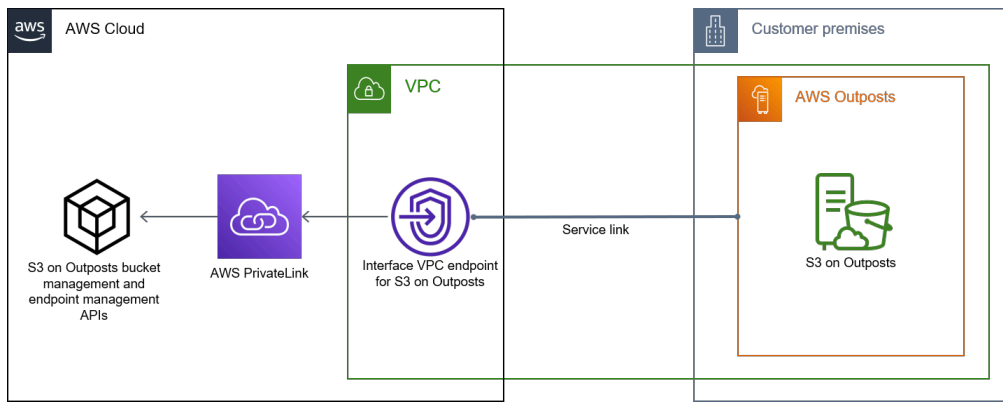 aws
AWS Cloud
Customer premises
VPC
AWS Outposts
Service link
S3 on Outposts bucket
management and
endpoint management
APIs
AWS PrivateLink
Interface VPC endpoint
for S3 on Outposts
S3 on Outposts